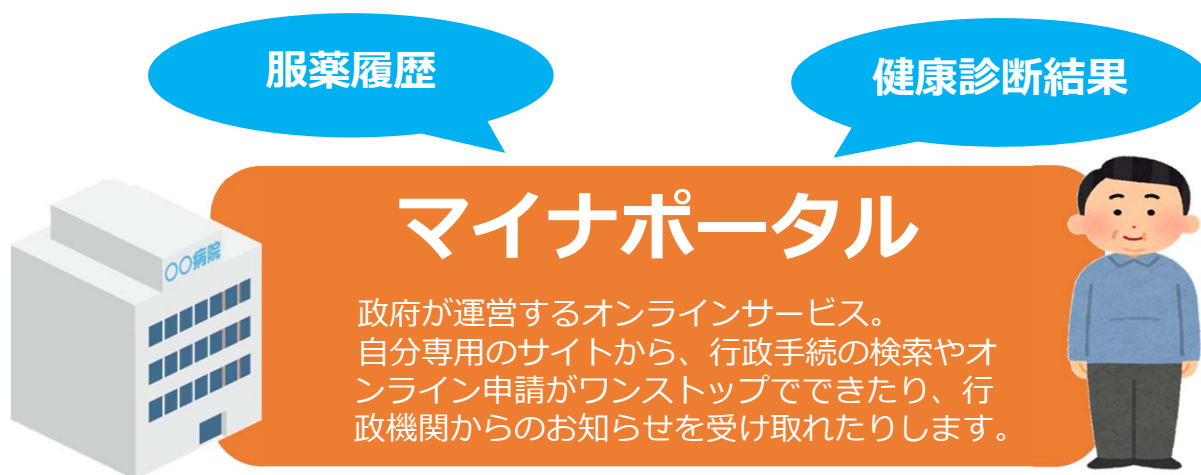 服薬履歴
健康診断結果
マイナポータル
〇〇病院
政府が運営するオンラインサービス。
自分専用のサイトから、行政手続の検索やオ
ンライン申請がワンストップでできたり、行
政機関からのお知らせを受け取れたりします。